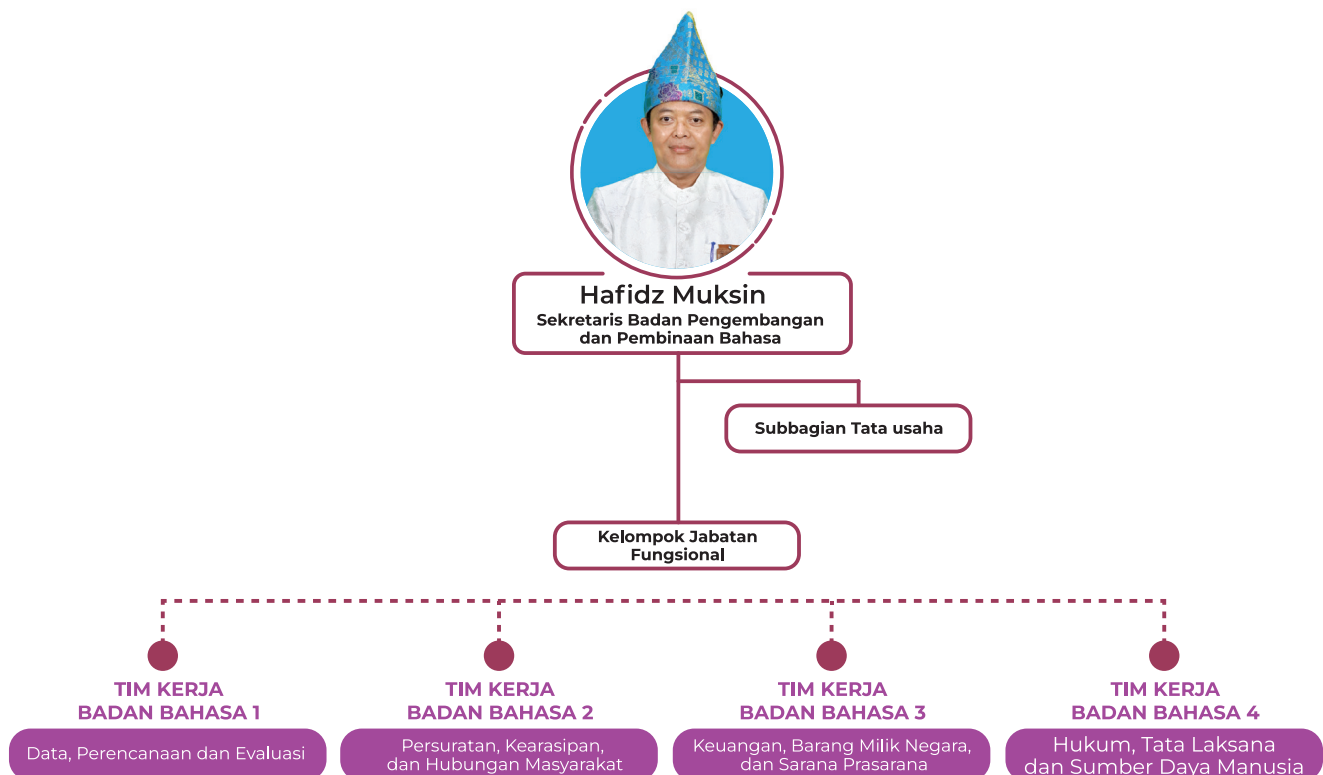 Hafidz Muksin
Sekretaris Badan Pengembangan
dan Pembinaan Bahasa
Subbagian Tata usaha
Kelompok Jabatan
Fungsional
TIM KERJA
BADAN BAHASA 1
Data, Perencanaan dan Evaluasi
TIM KERJA
BADAN BAHASA 2
Persuratan, Kearasipan,
dan Hubungan Masyarakat
TIM KERJA
BADAN BAHASA 3
Keuangan, Barang Milik Negara,
dan Sarana Prasarana
TIM KERJA
BADAN BAHASA 4
Hukum, Tata Laksana
dan Sumber Daya Manusia